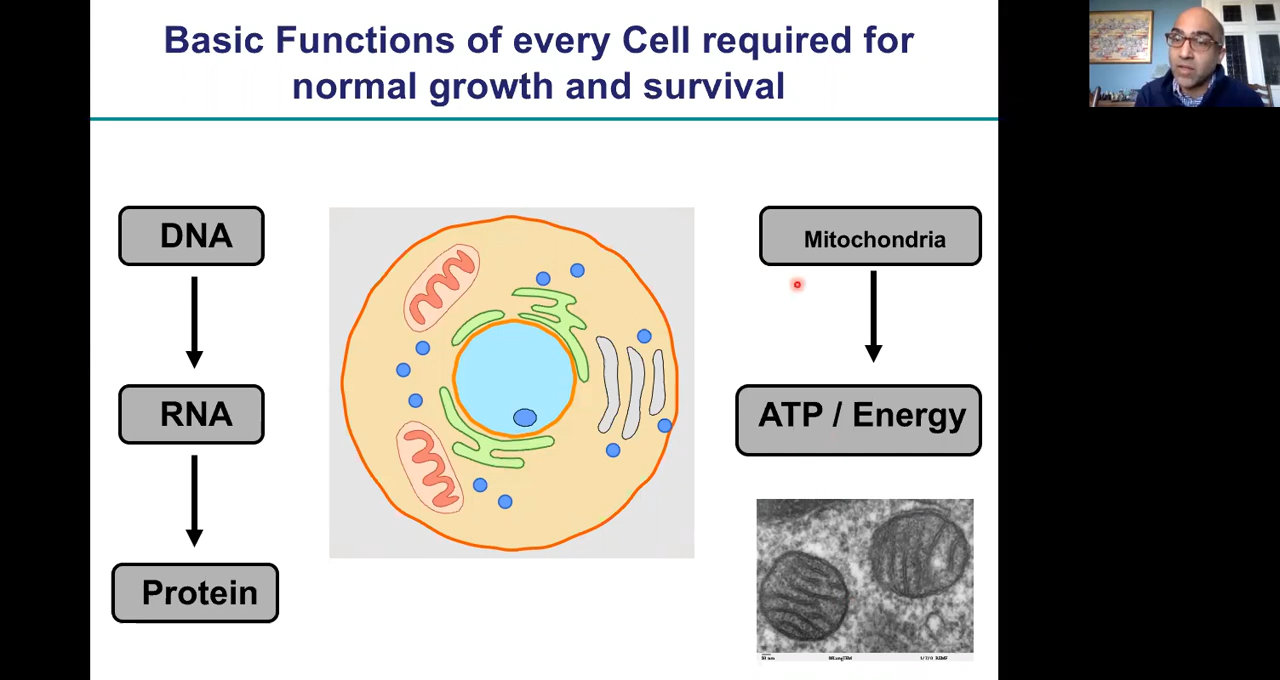 Basic Functions of every Cell required for
normal growth and survival
DNA
RNA
Protein
Mitochondria
ATP / Energy